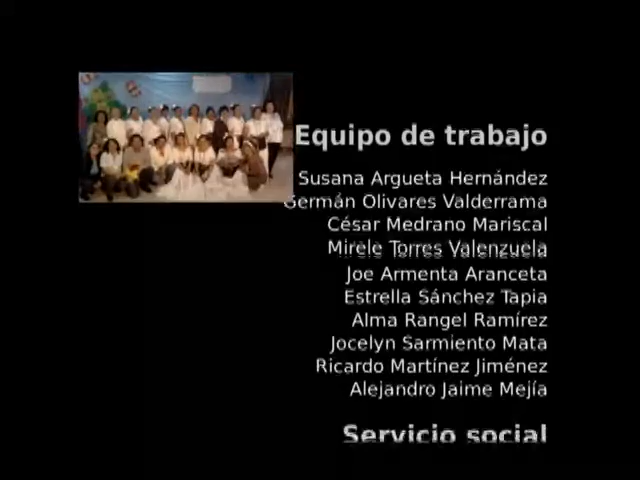 Equipo de trabajo
Susana Argueta Hernández
Germán Olivares Valderrama
César Medrano Mariscal
Mirele Torres Valenzuela
Joe Armenta Aranceta
Estrella Sánchez Tapia
Alma Rangel Ramírez
Jocelyn Sarmiento Mata
Ricardo Martínez Jiménez
Alejandro Jaime Mejía
Servicio social